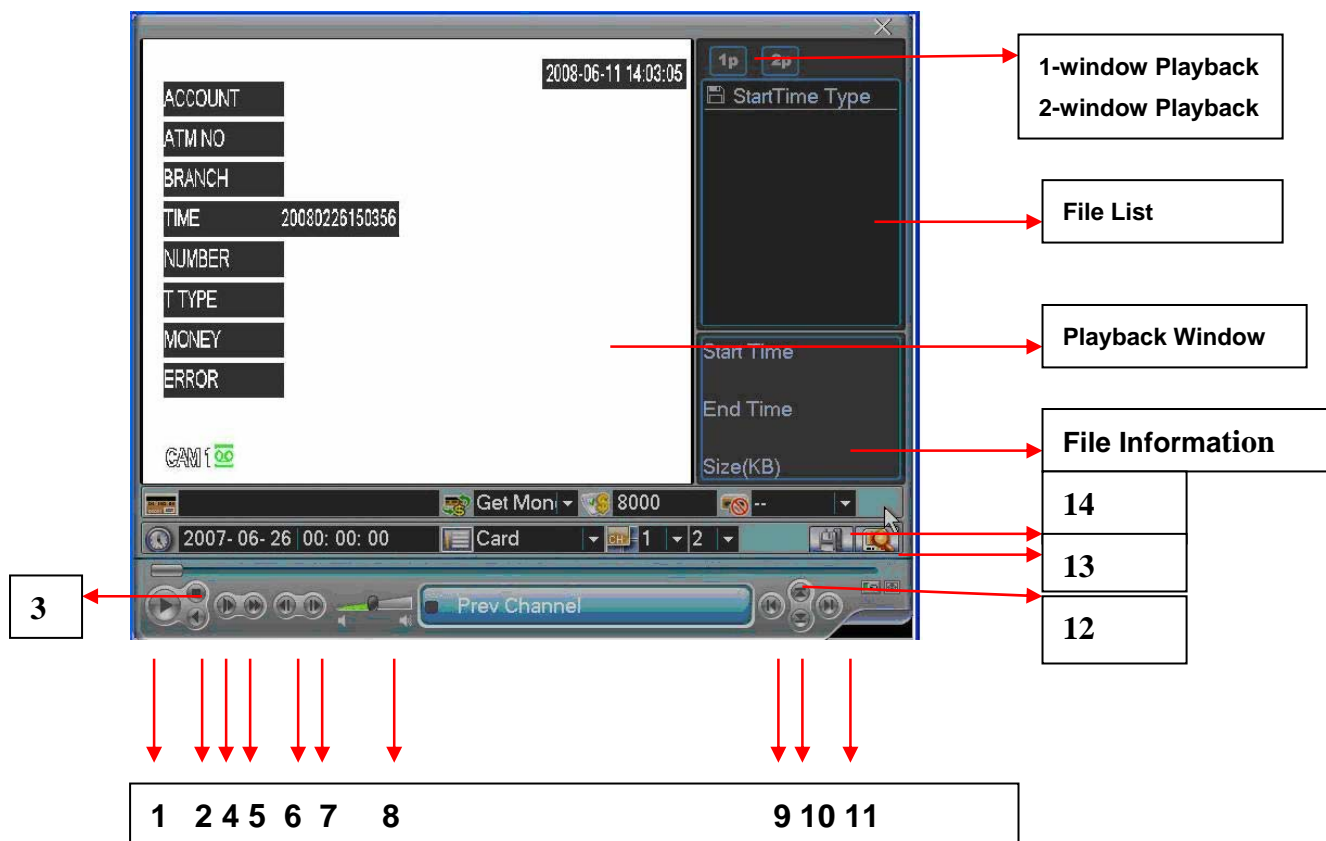 2008-06-11 14:03:05
ACCOUNT
ATM NO
BRANCH
TIME 20080226150356
NUMBER
T TYPE
MONEY
ERROR
CAM 1
1p 2p
StartTime Type
Start Time
End Time
Size(KB)
Get Mon
8000
--
2007- 06- 26 00: 00: 00
Card
CH
1
2
Prev Channel
1-window Playback
2-window Playback
File List
Playback Window
File Information
14
13
12
3
1 2 4 5 6 7 8 9 10 11